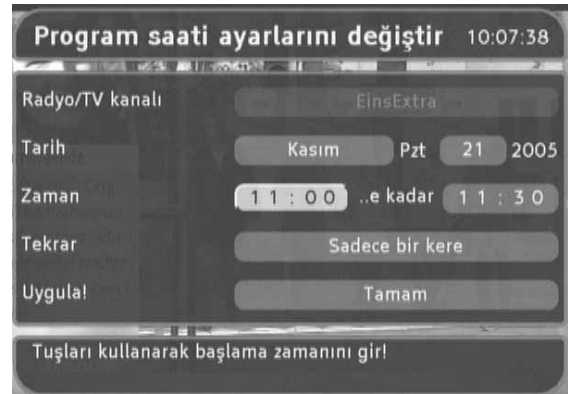 Program saati ayarlarını değiştir 10:07:38
Radyo/TV kanalı EinsExtra
Tarih Kasım Pzt 21 2005
Zaman 11:00 ..e kadar 11:30
Tekrar Sadece bir kere
Uygula! Tamam
Tuşları kullanarak başlama zamanını gir!